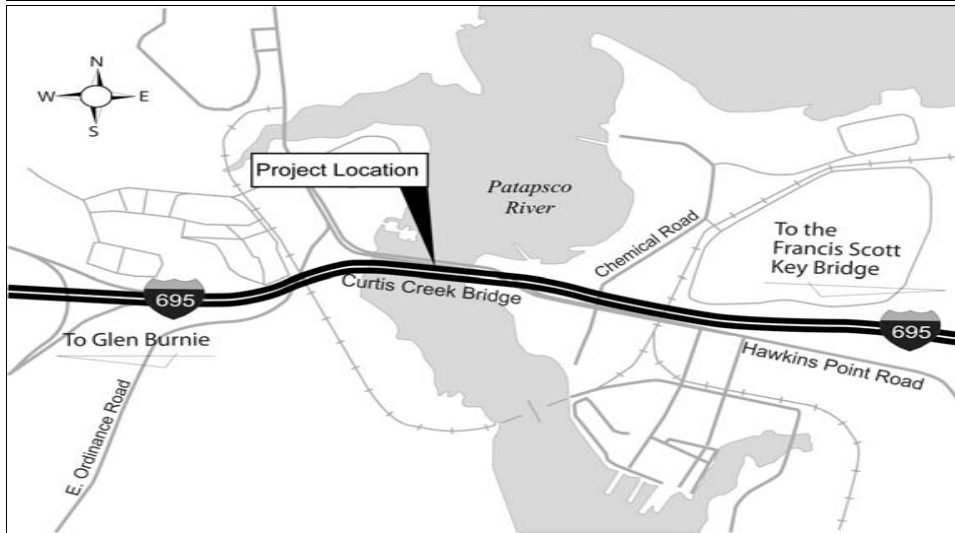 N
W
E
S
Project Location
Patapsco
River
Chemical Road
To the
Francis Scott
Key Bridge
Curtis Creek Bridge
695
695
To Glen Burnie
Hawkins Point Road
E. Ordinance Road